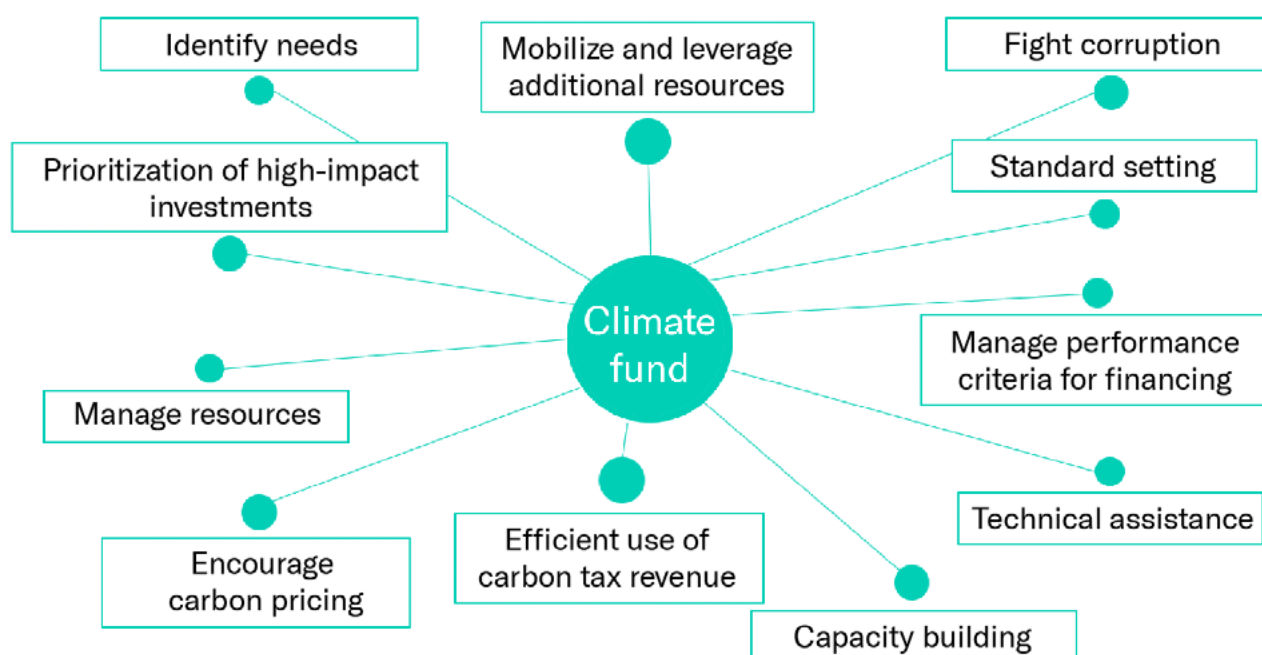 Identify needs
Mobilize and leverage
additional resources
Fight corruption
Prioritization of high-impact
investments
Standard setting
Climate
fund
Manage performance
criteria for financing
Manage resources
Technical assistance
Encourage
carbon pricing
Efficient use of
carbon tax revenue
Capacity building